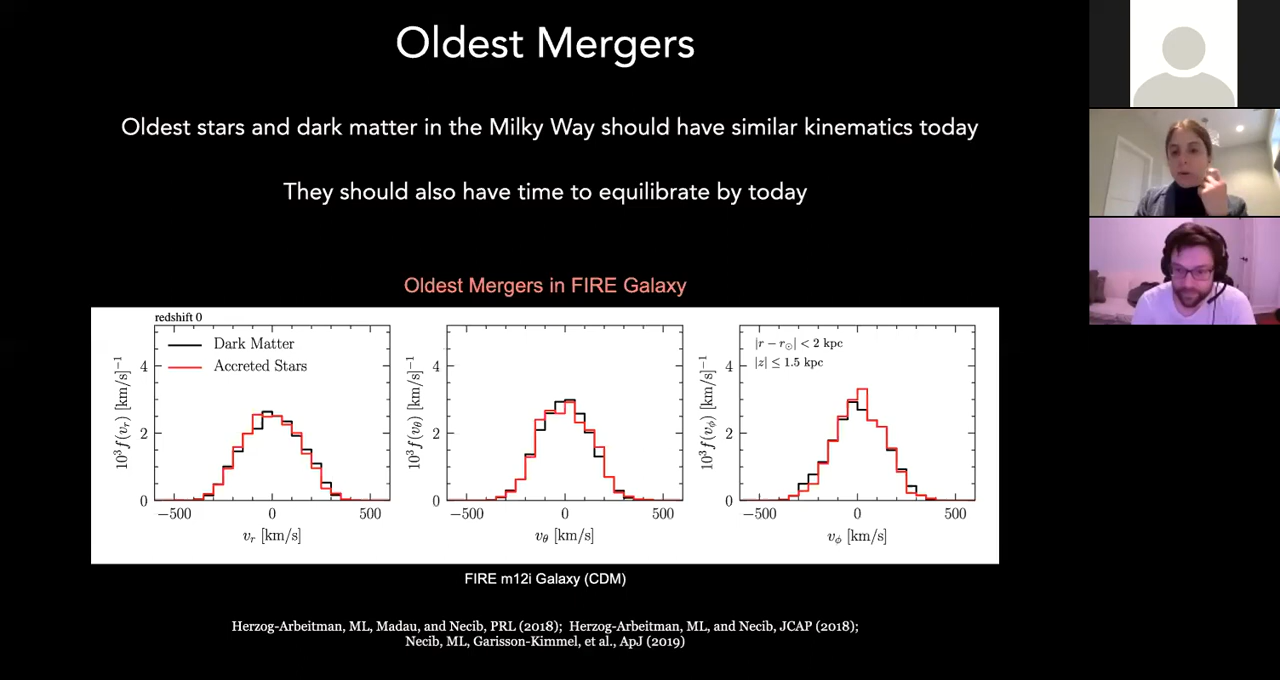 Oldest Mergers
Oldest stars and dark matter in the Milky Way should have similar kinematics today
They should also have time to equilibrate by today
Oldest Mergers in FIRE Galaxy
redshift 0
Dark Matter
Accreted Stars
|r − r☉| < 2 kpc
|z| ≤ 1.5 kpc
10³ f(vᵣ) [km/s]⁻¹
4
2
0
−500 0 500
vᵣ [km/s]
10³ f(v_θ) [km/s]⁻¹
4
2
0
−500 0 500
v_θ [km/s]
10³ f(v_ϕ) [km/s]⁻¹
4
2
0
−500 0 500
v_ϕ [km/s]
FIRE m12i Galaxy (CDM)
Herzog-Arbeitman, ML, Madau, and Necib, PRL (2018); Herzog-Arbeitman, ML, and Necib, JCAP (2018);
Necib, ML, Garisson-Kimmel, et al., ApJ (2019)